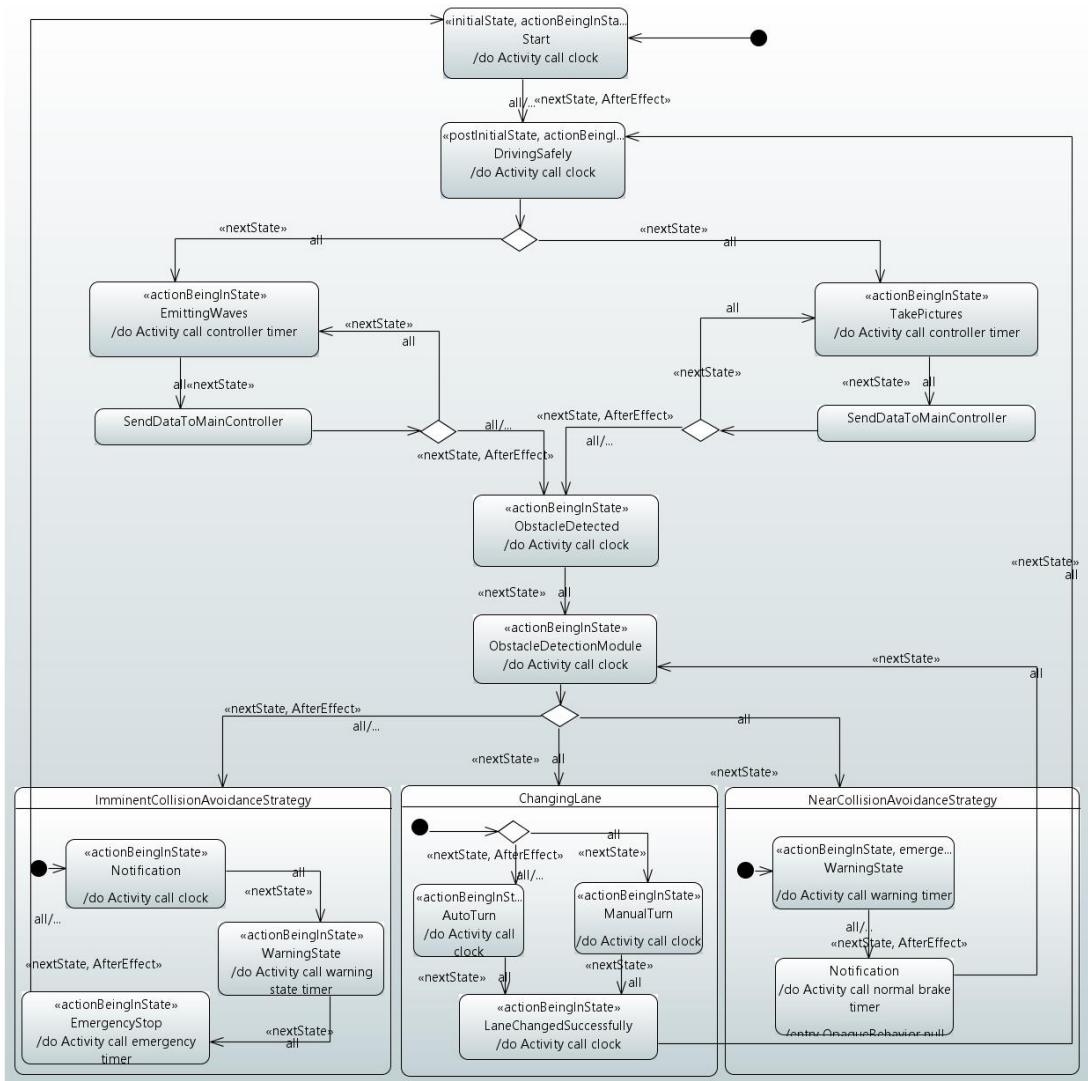 «initialState, actionBeingInSta...
Start
/do Activity call clock
all/...
«nextState, AfterEffect»
«postInitialState, actionBeingI...
DrivingSafely
/do Activity call clock
«nextState»
all
«nextState»
all
«actionBeingInState»
EmittingWaves
/do Activity call controller timer
«actionBeingInState»
TakePictures
/do Activity call controller timer
«nextState»
all
all
«nextState»
all«nextState»
«nextState» all
SendDataToMainController
SendDataToMainController
all/...
«nextState, AfterEffect»
«nextState, AfterEffect»
all/...
«actionBeingInState»
ObstacleDetected
/do Activity call clock
«nextState»
all
«nextState» all
«actionBeingInState»
ObstacleDetectionModule
/do Activity call clock
«nextState»
all
«nextState, AfterEffect»
all/...
all
«nextState» all
«nextState»
ImminentCollisionAvoidanceStrategy
«actionBeingInState»
Notification
/do Activity call clock
all
«nextState»
all/...
«nextState, AfterEffect»
«actionBeingInState»
WarningState
/do Activity call warning
state timer
«actionBeingInState»
EmergencyStop
/do Activity call emergency
timer
«nextState»
all
ChangingLane
«nextState, AfterEffect»
all/...
all
«nextState»
«actionBeingInSt...
AutoTurn
/do Activity call
clock
«actionBeingInState»
ManualTurn
/do Activity call clock
«nextState»
all
«nextState»
all
«actionBeingInState»
LaneChangedSuccessfully
/do Activity call clock
NearCollisionAvoidanceStrategy
«actionBeingInState, emerge...
WarningState
/do Activity call warning timer
all/...
«nextState, AfterEffect»
Notification
/do Activity call normal brake
timer
/entry OpaqueBehavior null